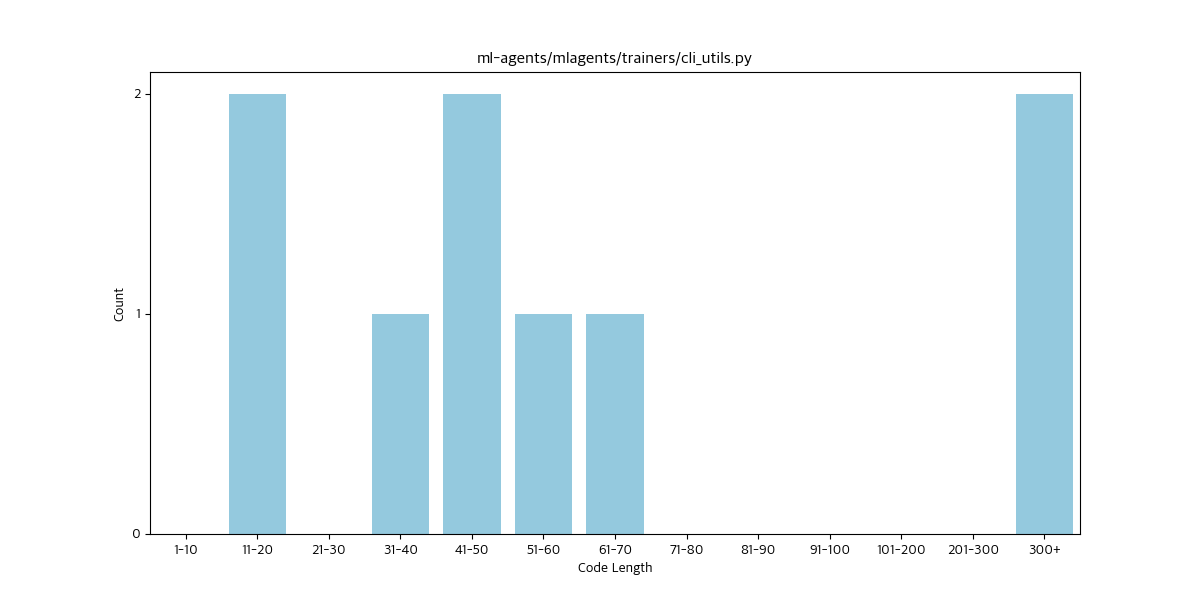 ml-agents/mlagents/trainers/cli_utils.py
Count
2
1
0
1-10 11-20 21-30 31-40 41-50 51-60 61-70 71-80 81-90 91-100 101-200 201-300 300+
Code Length